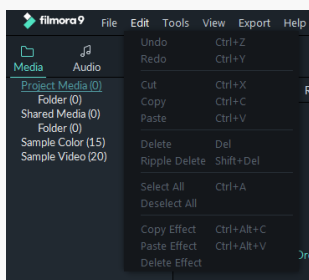 filmora9 File Edit Tools View Export Help
Media Audio
Project Media (0)
Folder (0)
Shared Media (0)
Folder (0)
Sample Color (15)
Sample Video (20)
Undo Ctrl+Z
Redo Ctrl+Y
Cut Ctrl+X
Copy Ctrl+C
Paste Ctrl+V
Delete Del
Ripple Delete Shift+Del
Select All Ctrl+A
Deselect All
Copy Effect Ctrl+Alt+C
Paste Effect Ctrl+Alt+V
Delete Effect